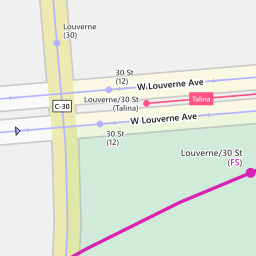 Louverne
(30)
30 St
(12)
W.Louverne Ave
Louverne/30 St
(Talina)
Talina
C-30
W Louverne Ave
30 St
(12)
Louverne/30 St
(FS)